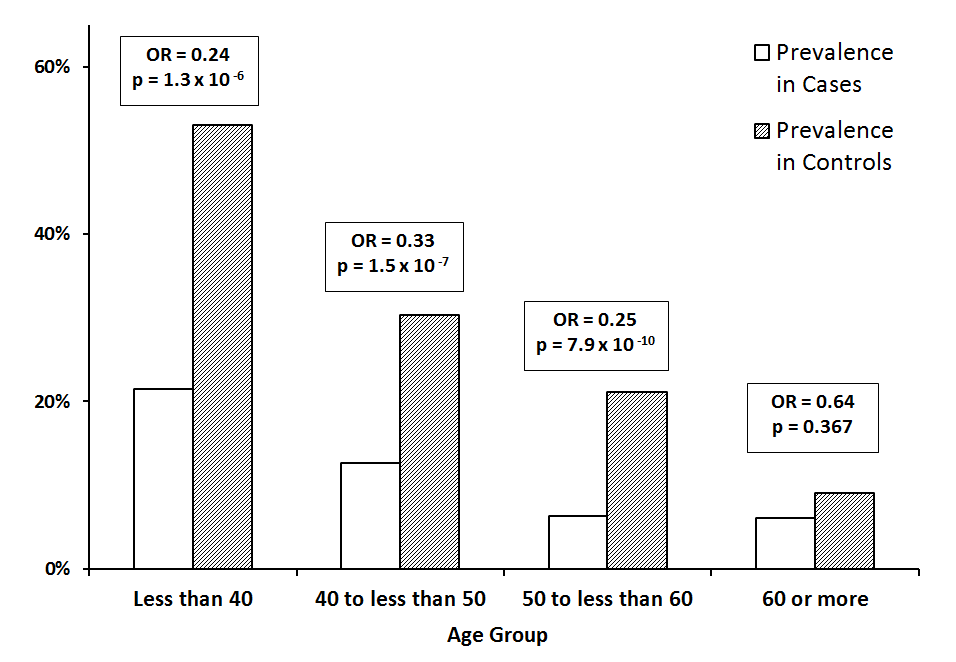 60%
40%
20%
0%
OR = 0.24
p = 1.3 x 10 -6
OR = 0.33
p = 1.5 x 10 -7
OR = 0.25
p = 7.9 x 10 -10
OR = 0.64
p = 0.367
Prevalence
in Cases
Prevalence
in Controls
Less than 40
40 to less than 50
50 to less than 60
60 or more
Age Group